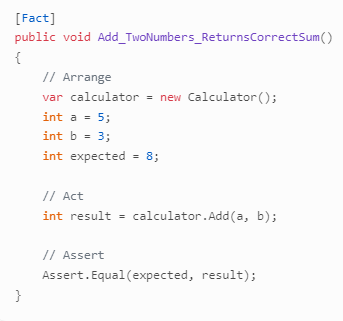 [Fact]
public void Add_TwoNumbers_ReturnsCorrectSum()
{
    // Arrange
    var calculator = new Calculator();
    int a = 5;
    int b = 3;
    int expected = 8;

    // Act
    int result = calculator.Add(a, b);

    // Assert
    Assert.Equal(expected, result);
}